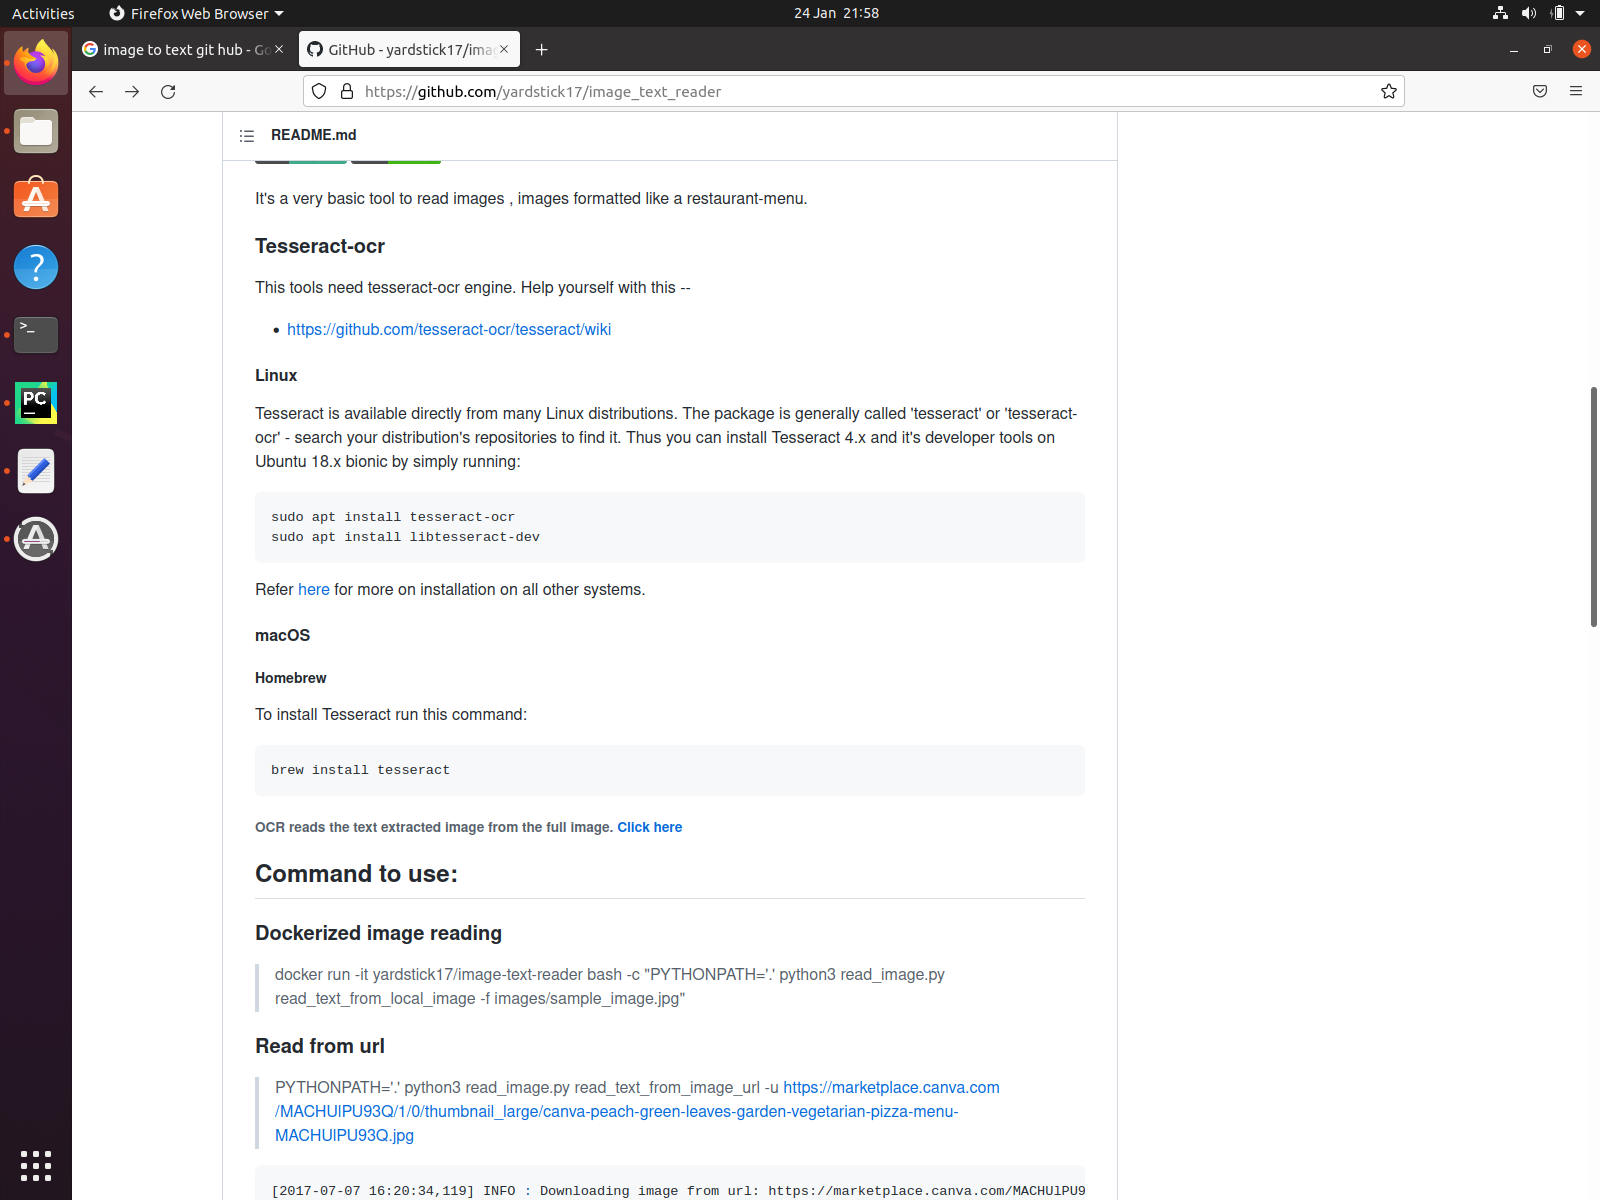 Activities
Firefox Web Browser
24 Jan 21:58
image to text git hub - Go
GitHub - yardstick17/ima
https://github.com/yardstick17/image_text_reader
README.md
It's a very basic tool to read images , images formatted like a restaurant-menu.
Tesseract-ocr
This tools need tesseract-ocr engine. Help yourself with this --
https://github.com/tesseract-ocr/tesseract/wiki
Linux
Tesseract is available directly from many Linux distributions. The package is generally called 'tesseract' or 'tesseract-
ocr' - search your distribution's repositories to find it. Thus you can install Tesseract 4.x and it's developer tools on
Ubuntu 18.x bionic by simply running:
sudo apt install tesseract-ocr
sudo apt install libtesseract-dev
Refer here for more on installation on all other systems.
macOS
Homebrew
To install Tesseract run this command:
brew install tesseract
OCR reads the text extracted image from the full image. Click here
Command to use:
Dockerized image reading
docker run -it yardstick17/image-text-reader bash -c "PYTHONPATH='.' python3 read_image.py
read_text_from_local_image -f images/sample_image.jpg"
Read from url
PYTHONPATH='.' python3 read_image.py read_text_from_image_url -u https://marketplace.canva.com
/MACHUlPU93Q/1/0/thumbnail_large/canva-peach-green-leaves-garden-vegetarian-pizza-menu-
MACHUlPU93Q.jpg
[2017-07-07 16:20:34,119] INFO : Downloading image from url: https://marketplace.canva.com/MACHUlPU9
PC